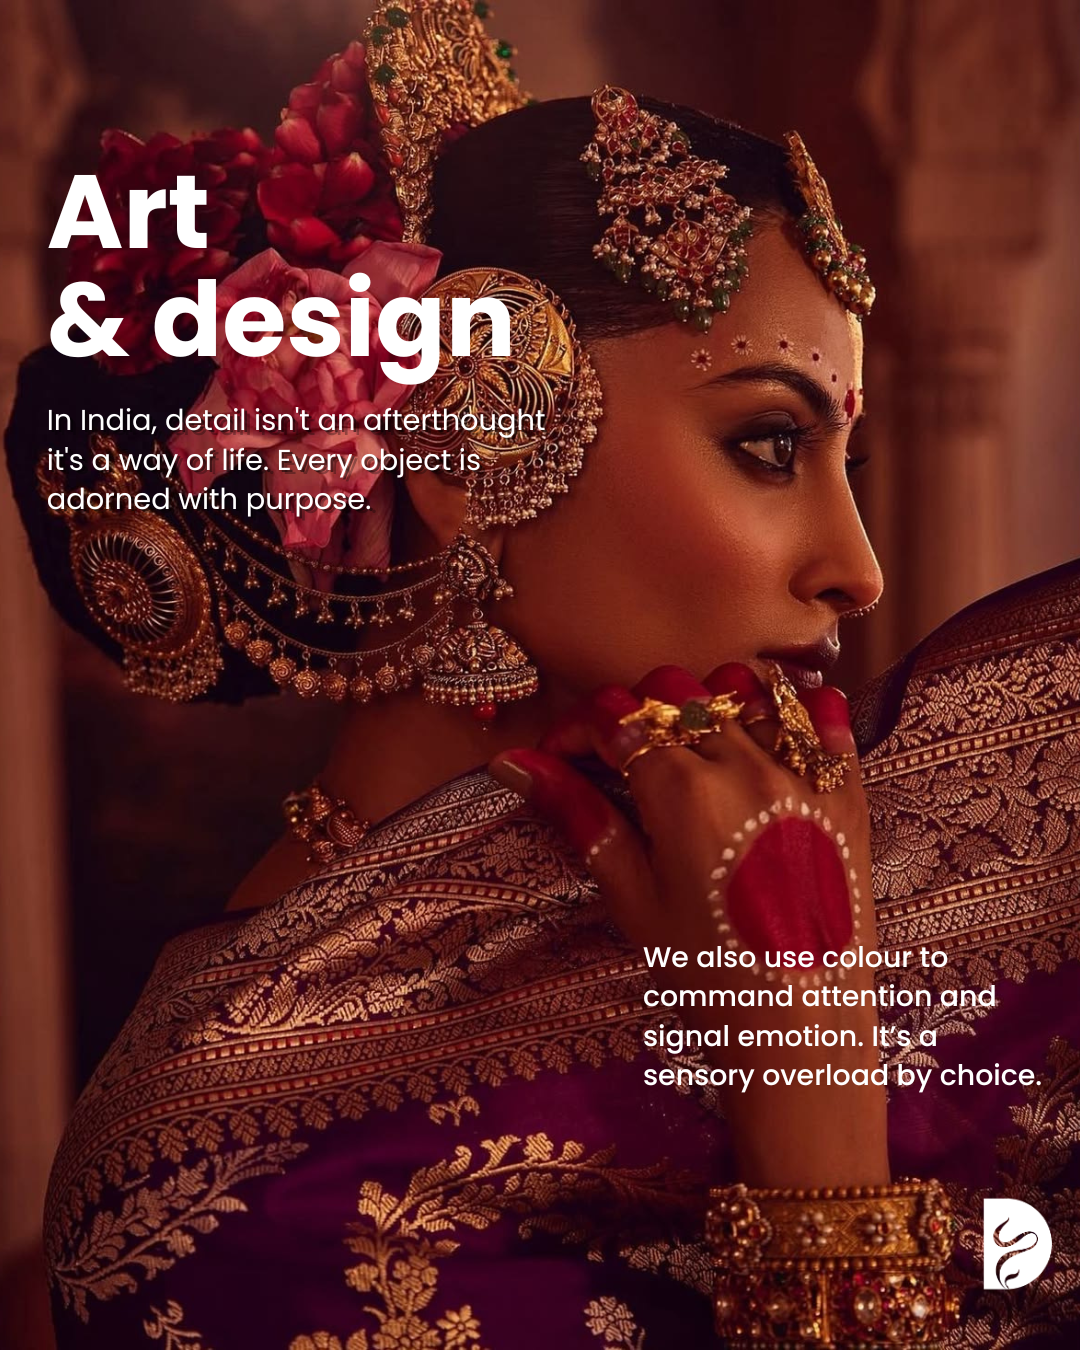 Art
& design
In India, detail isn't an afterthought
it's a way of life. Every object is
adorned with purpose.
We also use colour to
command attention and
signal emotion. It’s a
sensory overload by choice.